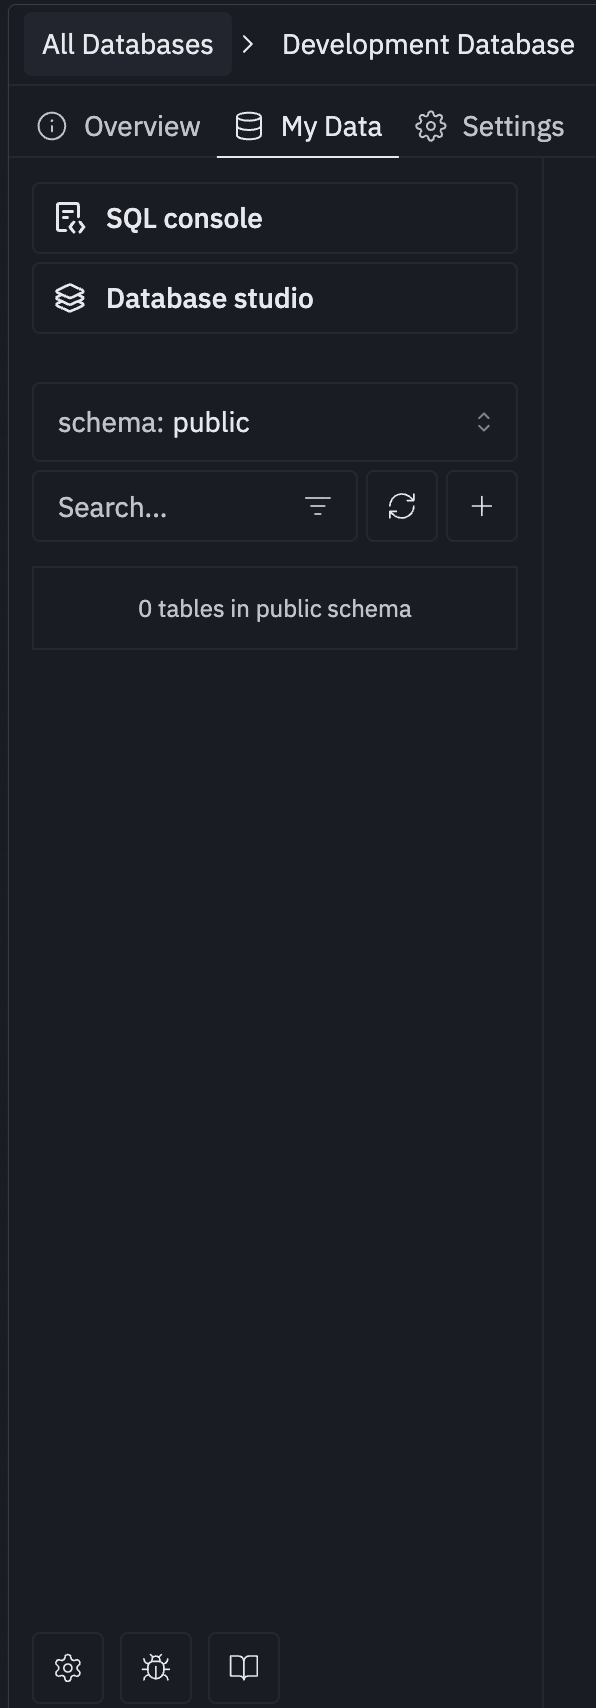 All Databases > Development Database
Overview My Data Settings
SQL console
Database studio
schema: public
Search...
0 tables in public schema